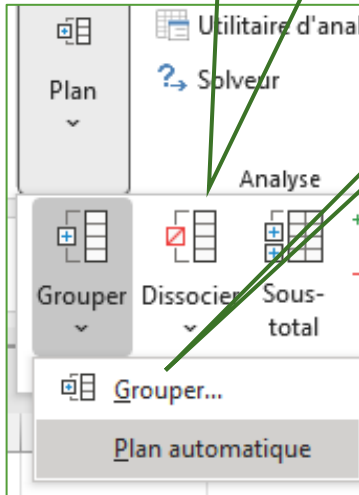 Utilitaire d'anal
Plan
Solveur
Analyse
Grouper Dissocier Sous-
total
Grouper...
Plan automatique